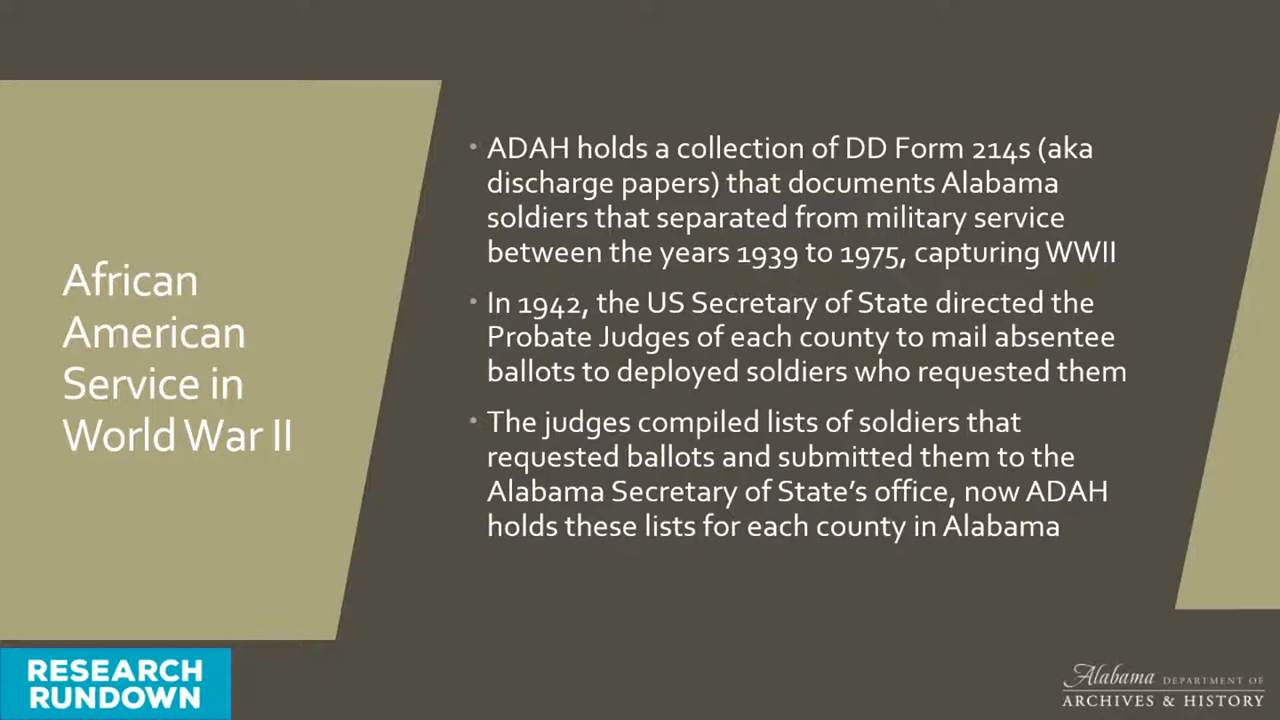 African
American
Service in
World War II
• ADAH holds a collection of DD Form 214s (aka
discharge papers) that documents Alabama
soldiers that separated from military service
between the years 1939 to 1975, capturing WWII
• In 1942, the US Secretary of State directed the
Probate Judges of each county to mail absentee
ballots to deployed soldiers who requested them
• The judges compiled lists of soldiers that
requested ballots and submitted them to the
Alabama Secretary of State's office, now ADAH
holds these lists for each county in Alabama
RESEARCH
RUNDOWN
Alabama DEPARTMENT OF
ARCHIVES & HISTORY